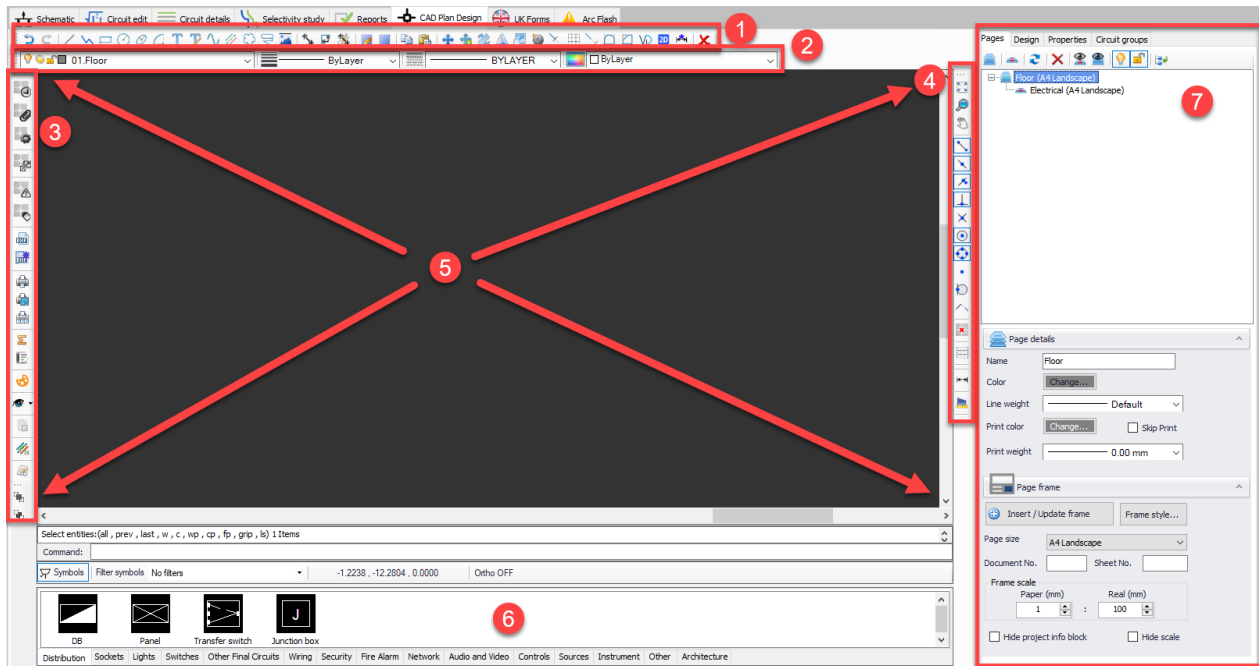 Schematic Circuit edit Circuit details Selectivity study Reports CAD Plan Design UK Forms Arc Flash
1
2
01.Floor ByLayer BYLAYER ByLayer
3
4
5
Select entities:(all , prev , last , w , c , wp , cp , fp , grip , ls) 1 Items
Command:
Symbols Filter symbols No filters -1.2238 , -12.2804 , 0.0000 Ortho OFF
J
DB Panel Transfer switch Junction box
6
Distribution Sockets Lights Switches Other Final Circuits Wiring Security Fire Alarm Network Audio and Video Controls Sources Instrument Other Architecture
Pages Design Properties Circuit groups
Floor (A4 Landscape)
Electrical (A4 Landscape)
7
Page details
Name Floor
Color Change...
Line weight Default
Print color Change... Skip Print
Print weight 0.00 mm
Page frame
Insert / Update frame Frame style...
Page size A4 Landscape
Document No. Sheet No.
Frame scale
Paper (mm) Real (mm)
1 : 100
Hide project info block Hide scale